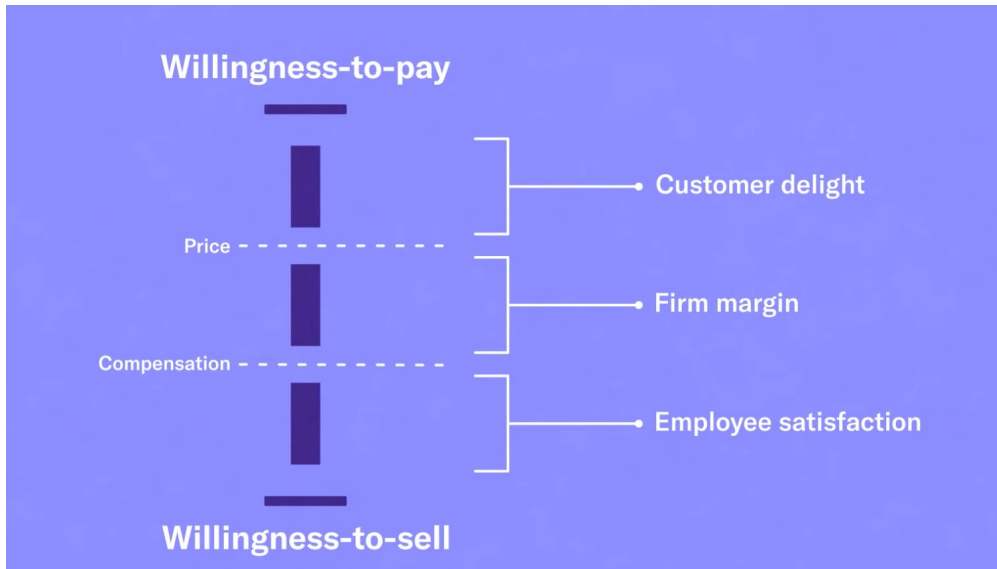 Willingness-to-pay
Customer delight
Price
Firm margin
Compensation
Employee satisfaction
Willingness-to-sell